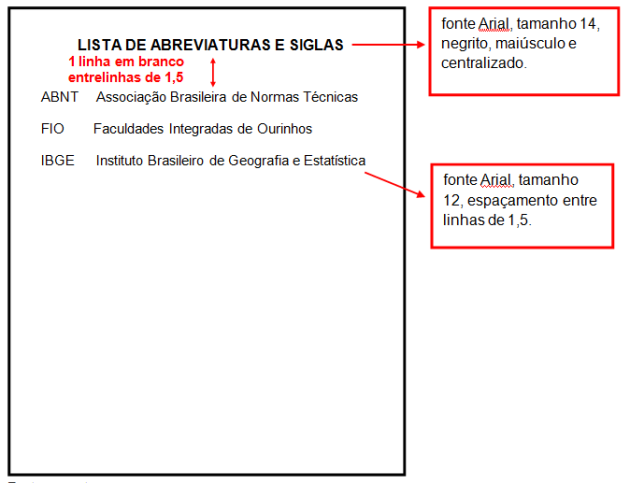 LISTA DE ABREVIATURAS E SIGLAS
1 linha em branco
entrelinhas de 1,5
ABNT Associação Brasileira de Normas Técnicas
FIO Faculdades Integradas de Ourinhos
IBGE Instituto Brasileiro de Geografia e Estatística
fonte Arial, tamanho 14,
negrito, maiúsculo e
centralizado.
fonte Arial, tamanho
12, espaçamento entre
linhas de 1,5.